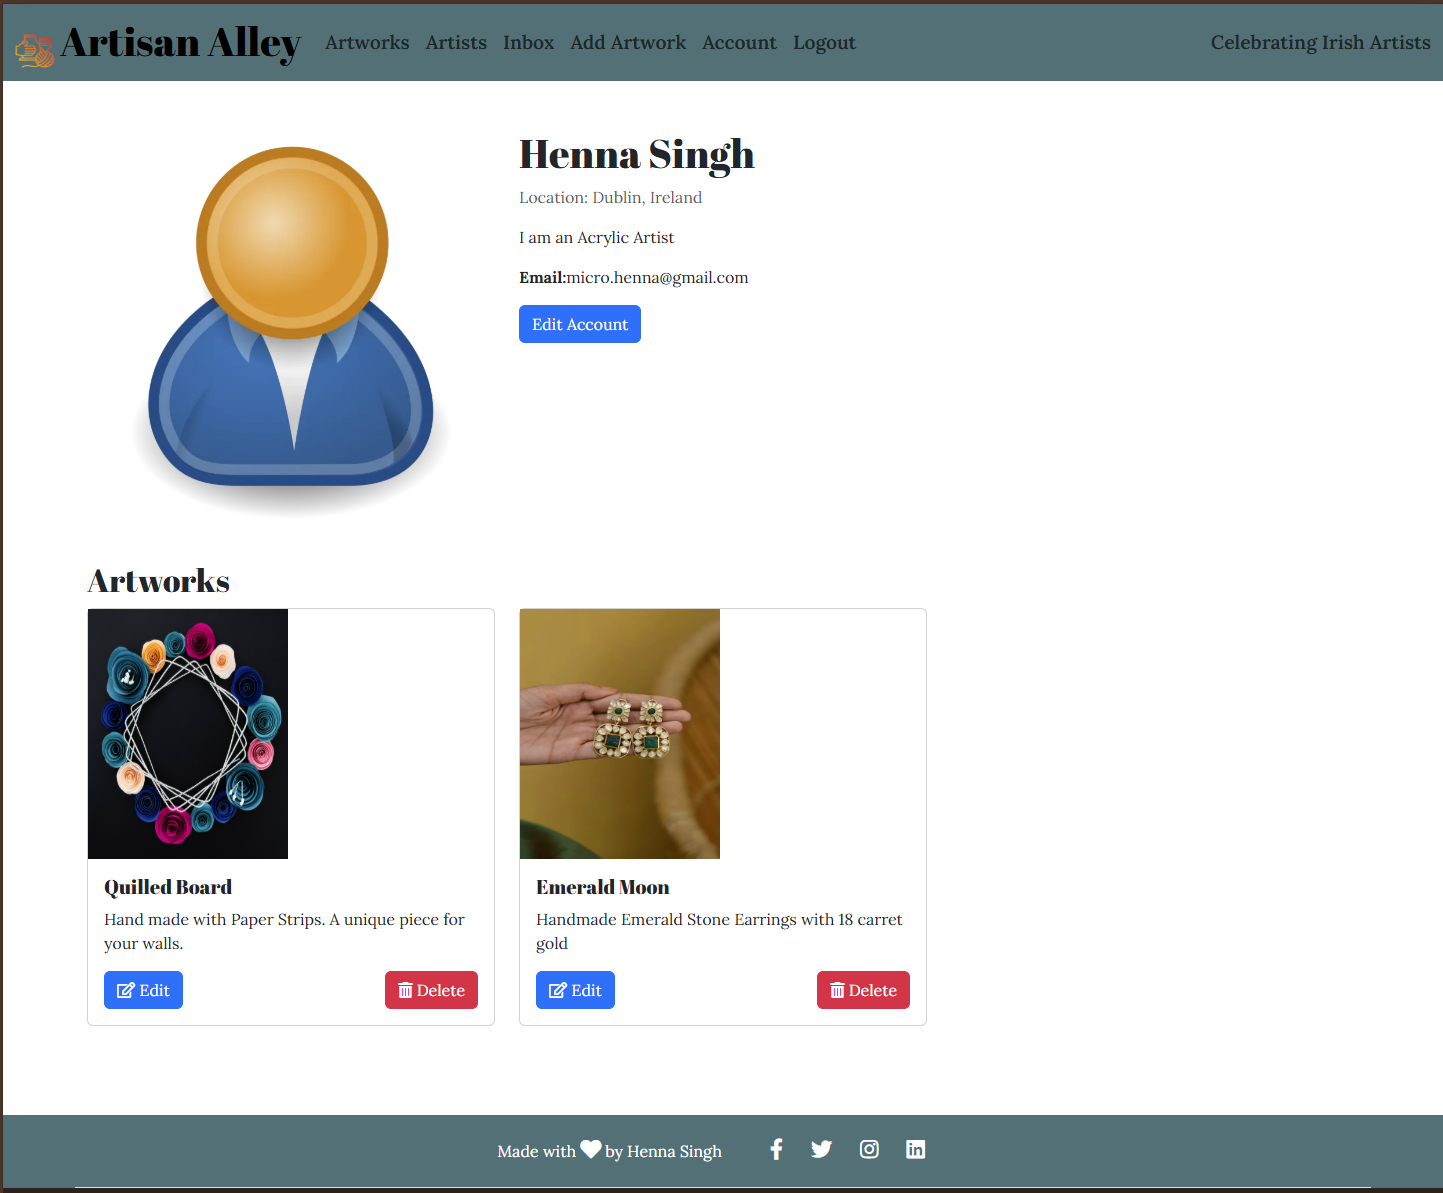 Artisan Alley Artworks Artists Inbox Add Artwork Account Logout Celebrating Irish Artists
Henna Singh
Location: Dublin, Ireland
I am an Acrylic Artist
Email:micro.henna@gmail.com
Edit Account
Artworks
Quilled Board
Hand made with Paper Strips. A unique piece for
your walls.
Edit Delete
Emerald Moon
Handmade Emerald Stone Earrings with 18 carret
gold
Edit Delete
Made with by Henna Singh